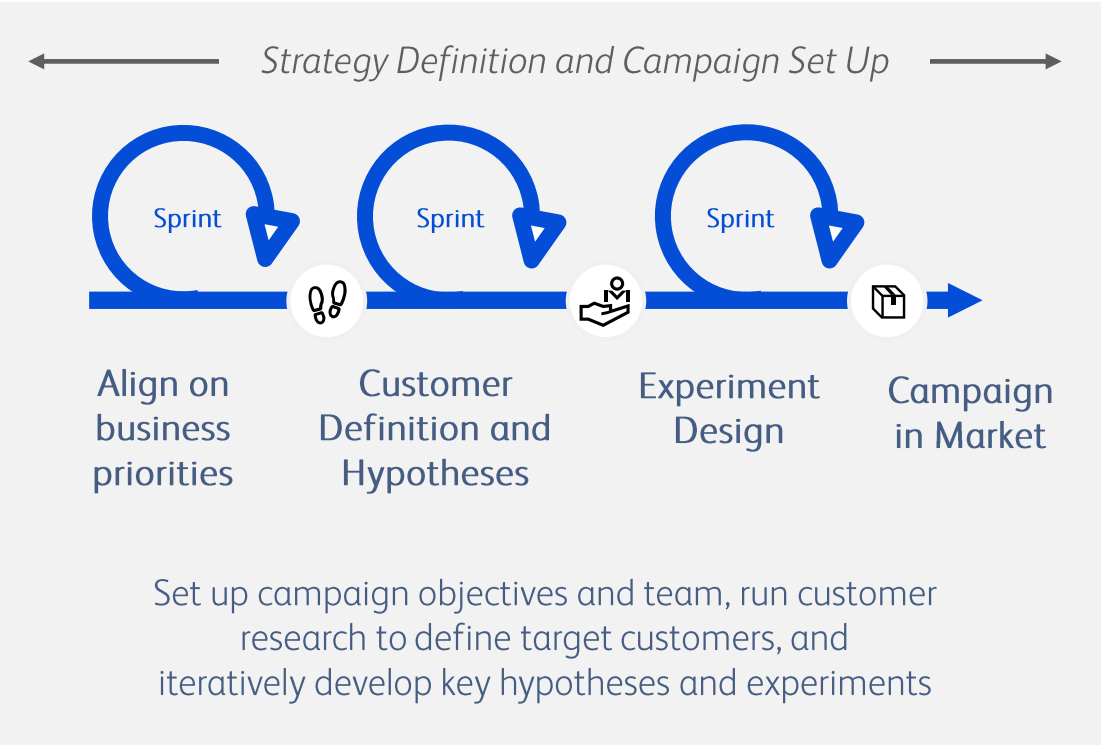 Strategy Definition and Campaign Set Up
Sprint
Sprint
Sprint
Align on
business
priorities
Customer
Definition and
Hypotheses
Experiment
Design
Campaign
in Market
Set up campaign objectives and team, run customer
research to define target customers, and
iteratively develop key hypotheses and experiments